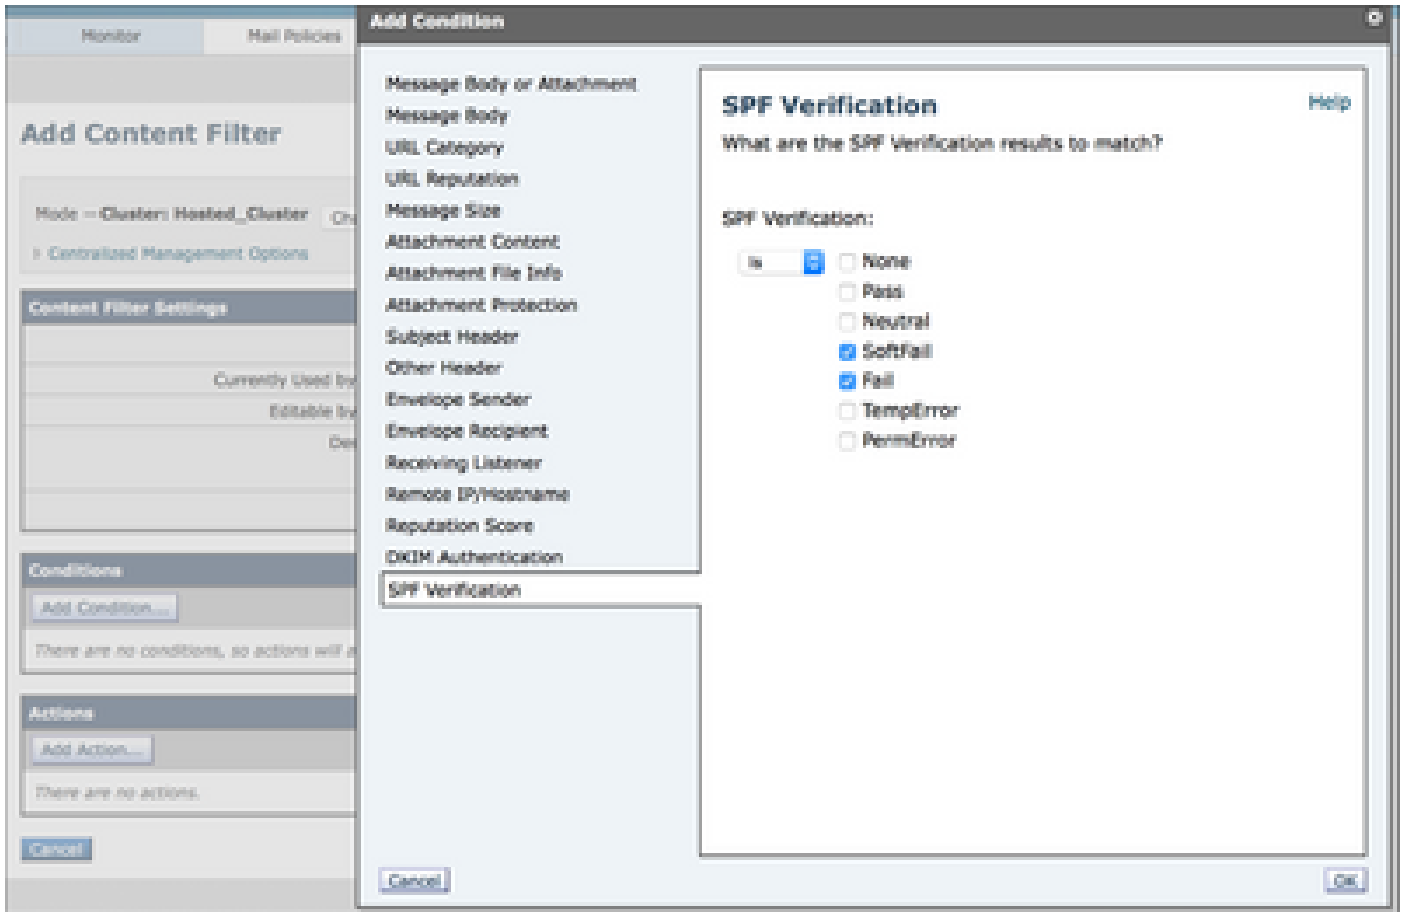 Monitor
Mail Policies
Add Content Filter
Mode — Cluster: Hosted_Cluster
Centralized Management Options
Content Filter Settings
Currently Used by
Editable by
Conditions
Add Condition...
There are no conditions, so actions will a
Actions
Add Action...
There are no actions.
Cancel
Add Condition
Message Body or Attachment
Message Body
URL Category
URL Reputation
Message Size
Attachment Content
Attachment File Info
Attachment Protection
Subject Header
Other Header
Envelope Sender
Envelope Recipient
Receiving Listener
Remote IP/Hostname
Reputation Score
DKIM Authentication
SPF Verification
SPF Verification
Help
What are the SPF Verification results to match?
SPF Verification:
is
None
Pass
Neutral
SoftFail
Fail
TempError
PermError
Cancel
OK